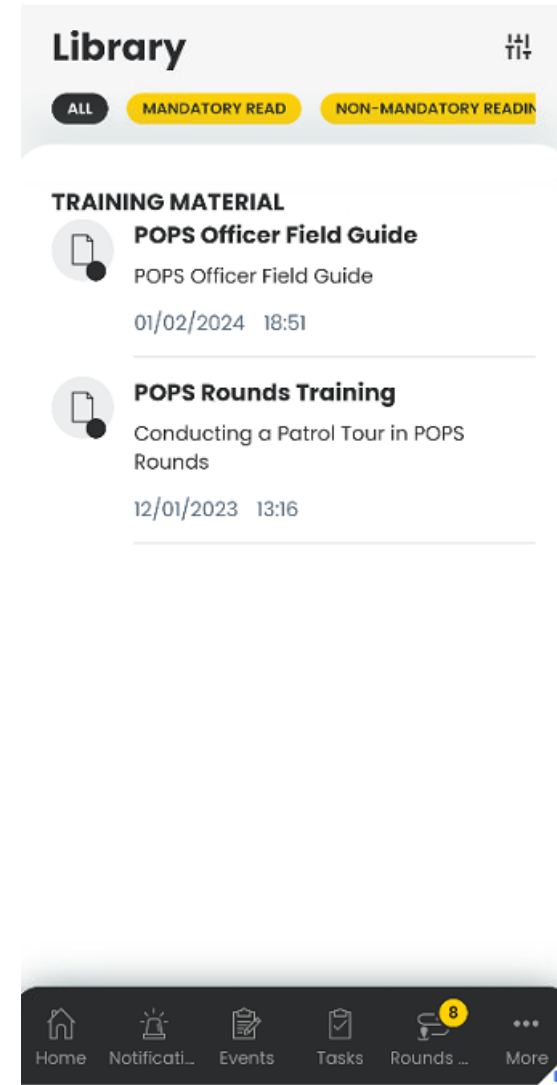 Library
ALL
MANDATORY READ
NON-MANDATORY READIN
TRAINING MATERIAL
POPS Officer Field Guide
POPS Officer Field Guide
01/02/2024 18:51
POPS Rounds Training
Conducting a Patrol Tour in POPS
Rounds
12/01/2023 13:16
8
Home
Notificati...
Events
Tasks
Rounds ...
More